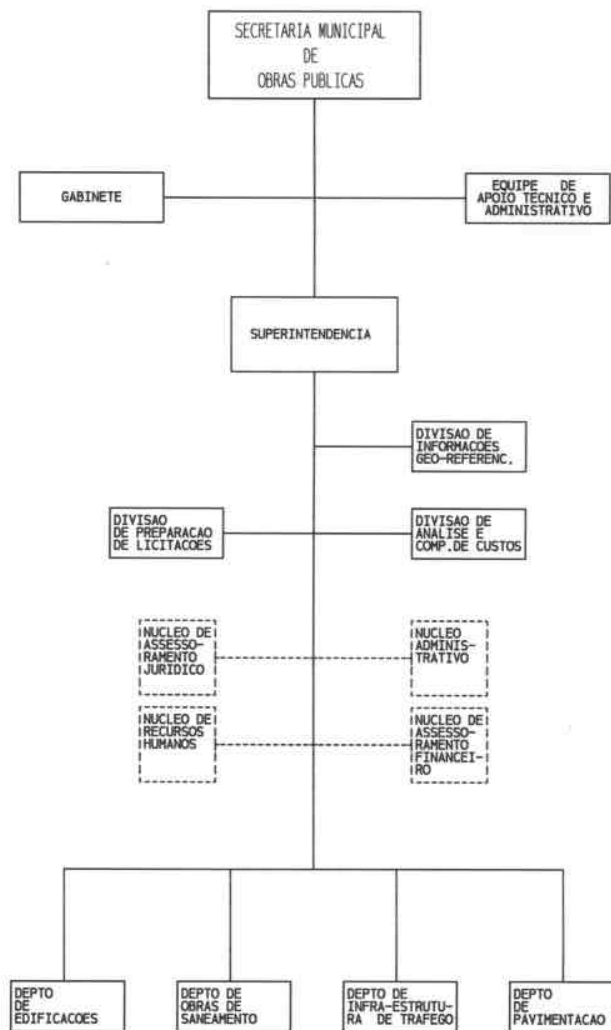 SECRETARIA MUNICIPAL
DE
OBRAS PUBLICAS
GABINETE
EQUIPE DE
APOIO TECNICO E
ADMINISTRATIVO
SUPERINTENDENCIA
DIVISAO DE
INFORMACOES
GEO-REFERENC.
DIVISAO
DE PREPARACAO
DE LICITACOES
DIVISAO DE
ANALISE E
COMP.DE CUSTOS
NUCLEO DE
ASSESSO-
RAMENTO
JURIDICO
NUCLEO
ADMINIS-
TRATIVO
NUCLEO DE
RECURSOS
HUMANOS
NUCLEO DE
ASSESSO-
RAMENTO
FINANCEI-
RO
DEPTO
DE
EDIFICACOES
DEPTO DE
OBRAS DE
SANEAMENTO
DEPTO DE
INFRA-ESTRUTU-
RA DE TRAFEGO
DEPTO
DE
PAVIMENTACAO